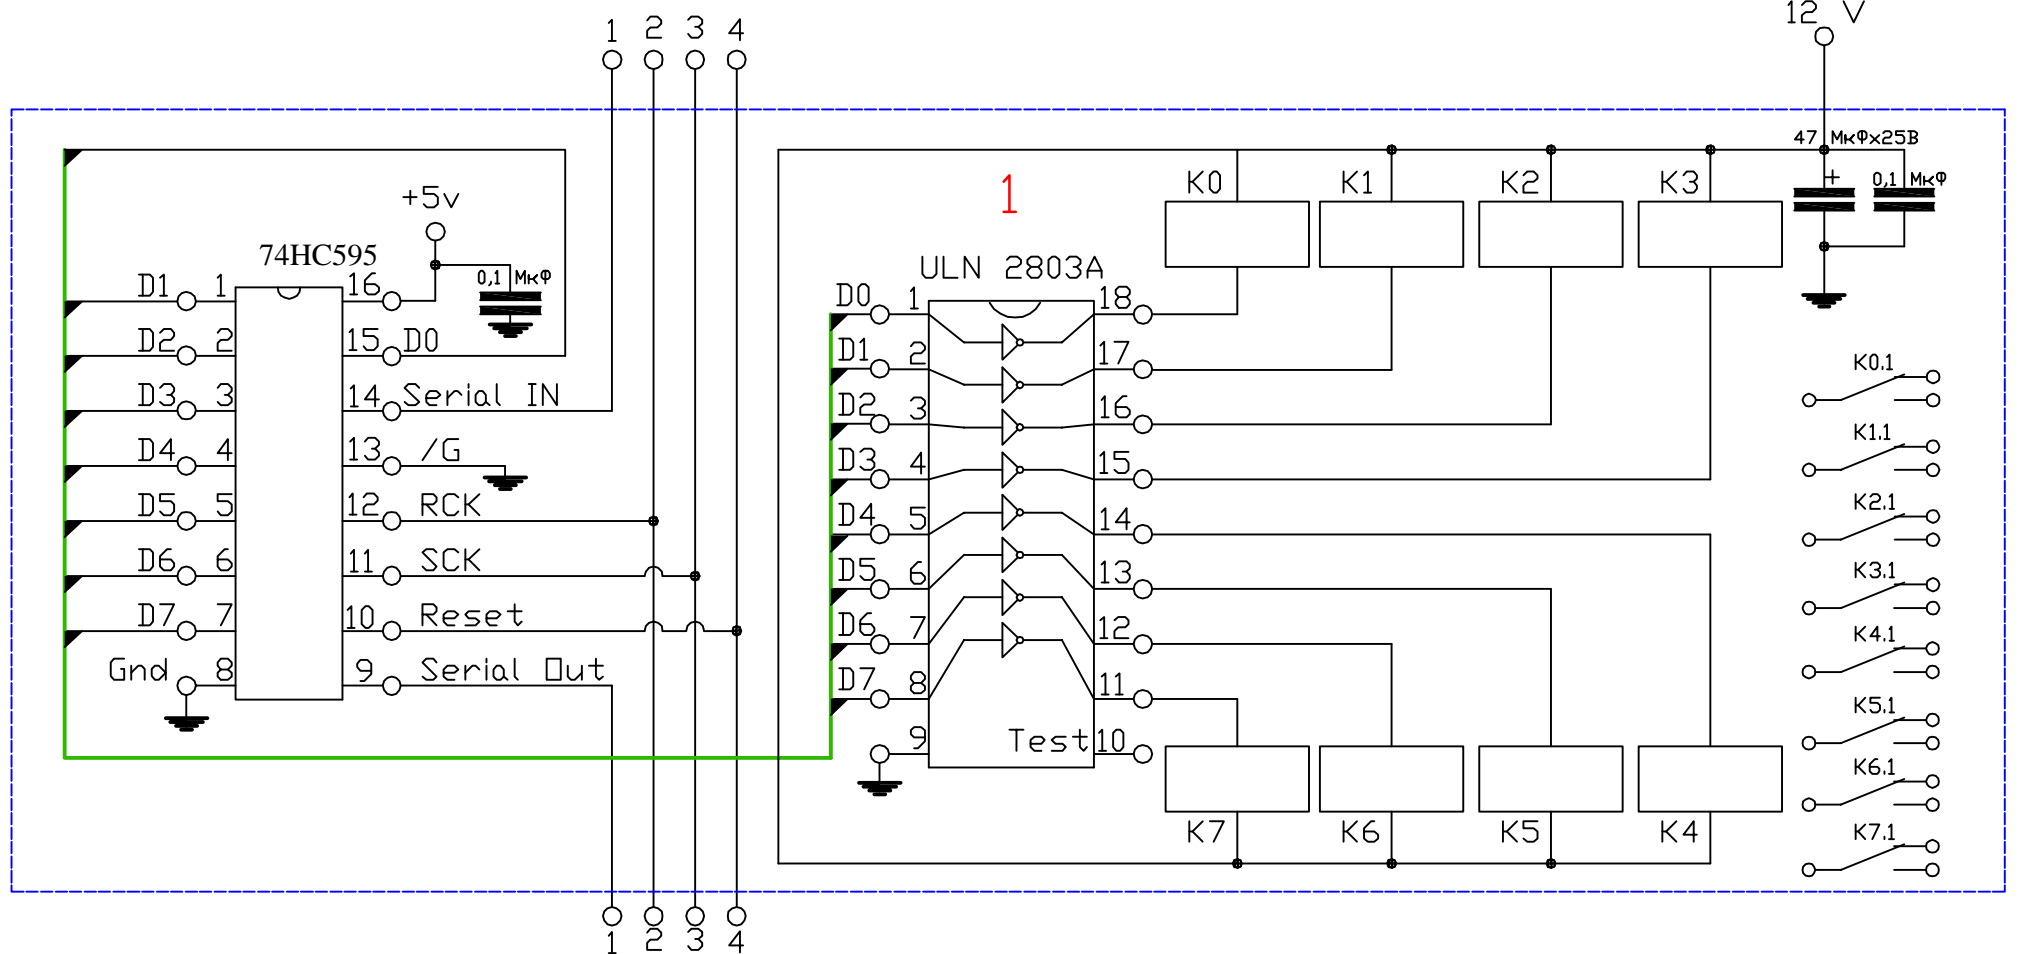 1 2 3 4
12 V
47 МкФх25В
+
0,1 МкФ
+5v
74HC595
0,1 МкФ
D1 1
D2 2
D3 3
D4 4
D5 5
D6 6
D7 7
Gnd 8
16
15 D0
14 Serial IN
13 /G
12 RCK
11 SCK
10 Reset
9 Serial Out
1
ULN 2803A
D0 1
D1 2
D2 3
D3 4
D4 5
D5 6
D6 7
D7 8
9
18
17
16
15
14
13
12
11
Test 10
K0 K1 K2 K3
K7 K6 K5 K4
K0.1
K1.1
K2.1
K3.1
K4.1
K5.1
K6.1
K7.1
1 2 3 4